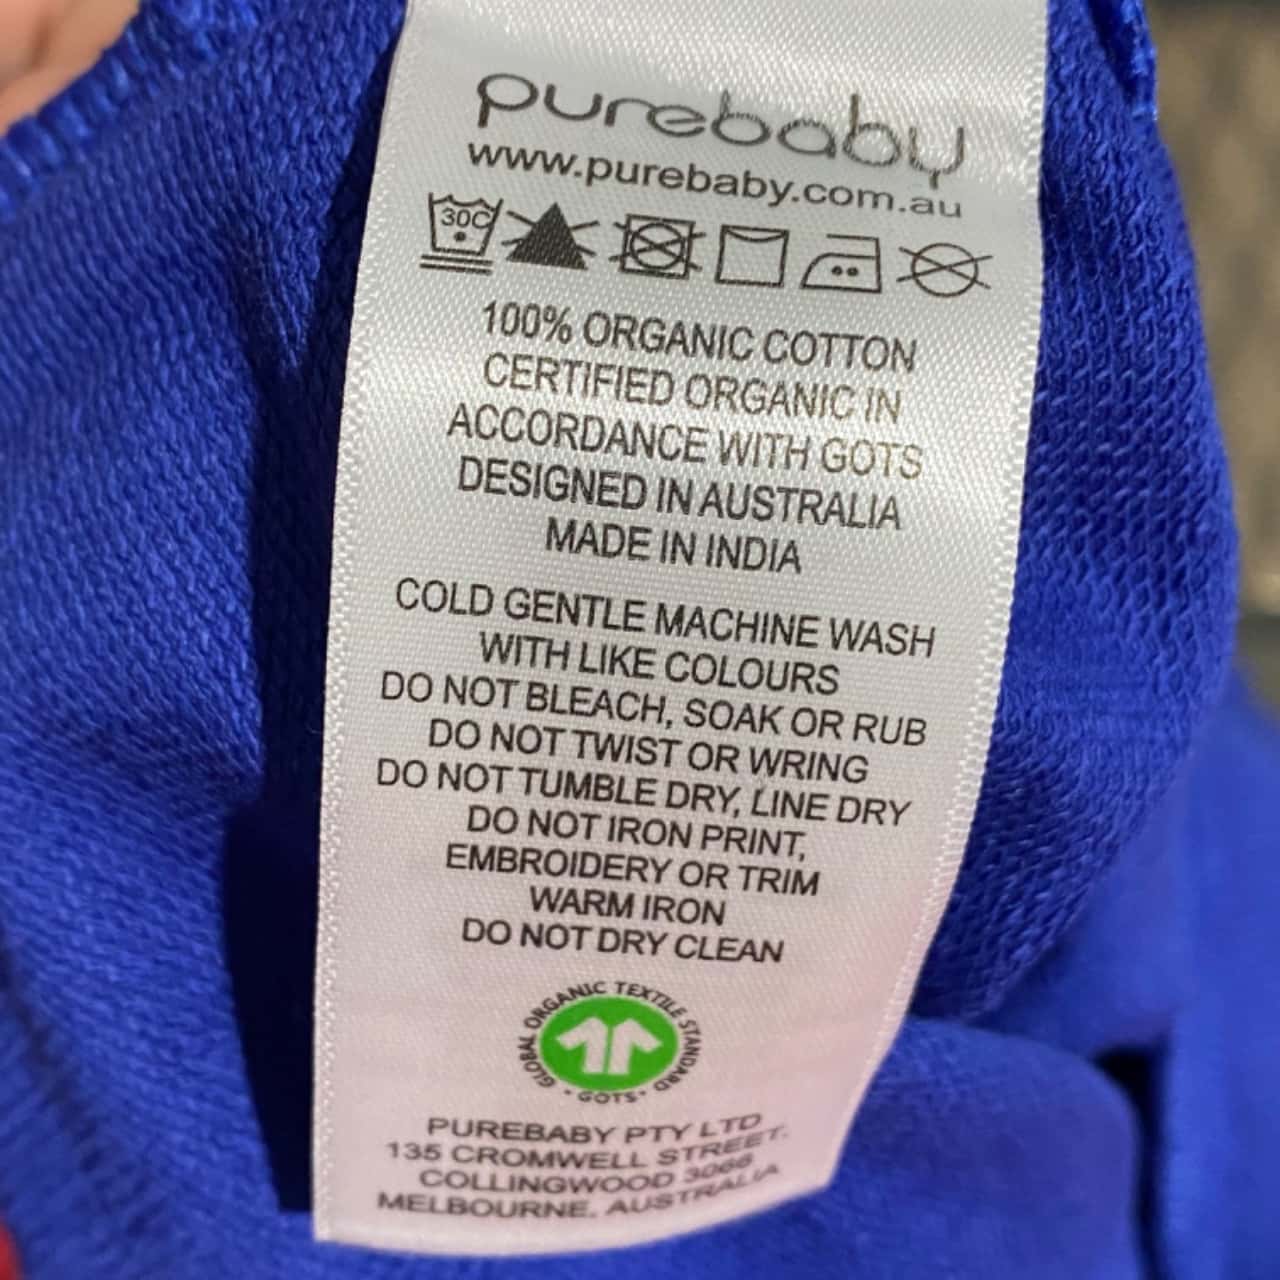 purebaby
www.purebaby.com.au
30C
100% ORGANIC COTTON
CERTIFIED ORGANIC IN
ACCORDANCE WITH GOTS
DESIGNED IN AUSTRALIA
MADE IN INDIA
COLD GENTLE MACHINE WASH
WITH LIKE COLOURS
DO NOT BLEACH, SOAK OR RUB
DO NOT TWIST OR WRING
DO NOT TUMBLE DRY, LINE DRY
DO NOT IRON PRINT,
EMBROIDERY OR TRIM
WARM IRON
DO NOT DRY CLEAN
GLOBAL ORGANIC TEXTILE STANDARD
· GOTS ·
PUREBABY PTY LTD
135 CROMWELL STREET,
COLLINGWOOD 3066
MELBOURNE, AUSTRALIA